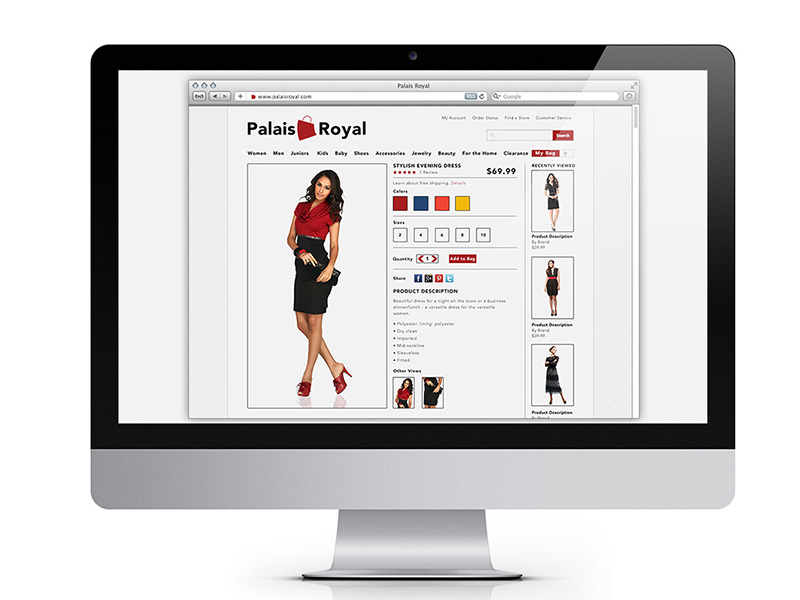 Palais Royal
www.palaisroyal.com
Google
My Account Order Status Find a Store Customer Service
Palais Royal
Search
Women Men Juniors Kids Baby Shoes Accessories Jewelry Beauty For the Home Clearance My Bag 0
STYLISH EVENING DRESS
1 Review
$69.99
Learn about free shipping. Details
Colors
Sizes
2 4 6 8 10
Quantity 1 Add to Bag
Share
PRODUCT DESCRIPTION
Beautiful dress for a night on the town or a business
dinner/lunch - a versatile dress for the versatile
woman.
• Polyester; lining: polyester
• Dry clean
• Imported
• Mid neckline
• Sleeveless
• Fitted
Other Views
RECENTLY VIEWED
Product Description
By Brand
$39.99
Product Description
By Brand
$39.99
Product Description